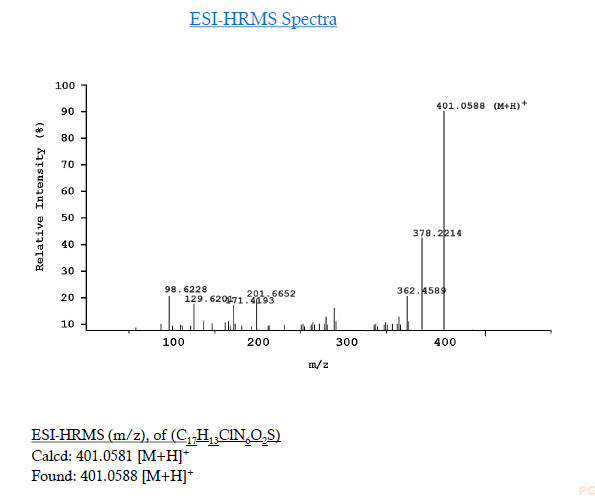 ESI-HRMS Spectra
100
90
80
70
60
50
40
30
20
10
Relative Intensity (%)
401.0588 (M+H)⁺
378.2214
362.4589
98.6228
129.6201
171.4193
201.6652
100 200 300 400
m/z
ESI-HRMS (m/z), of (C₁₇H₁₃ClN₆O₂S)
Calcd: 401.0581 [M+H]⁺
Found: 401.0588 [M+H]⁺
PG